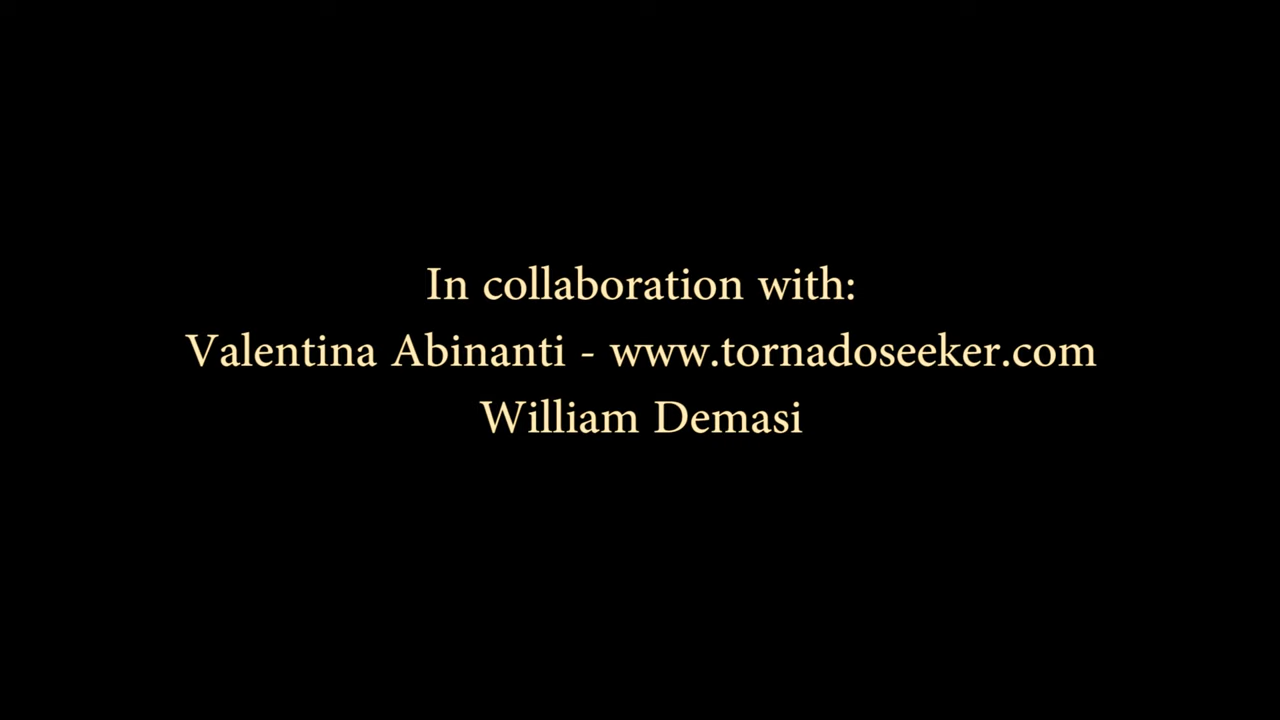 In collaboration with:
Valentina Abinanti - www.tornadoseeker.com
William Demasi